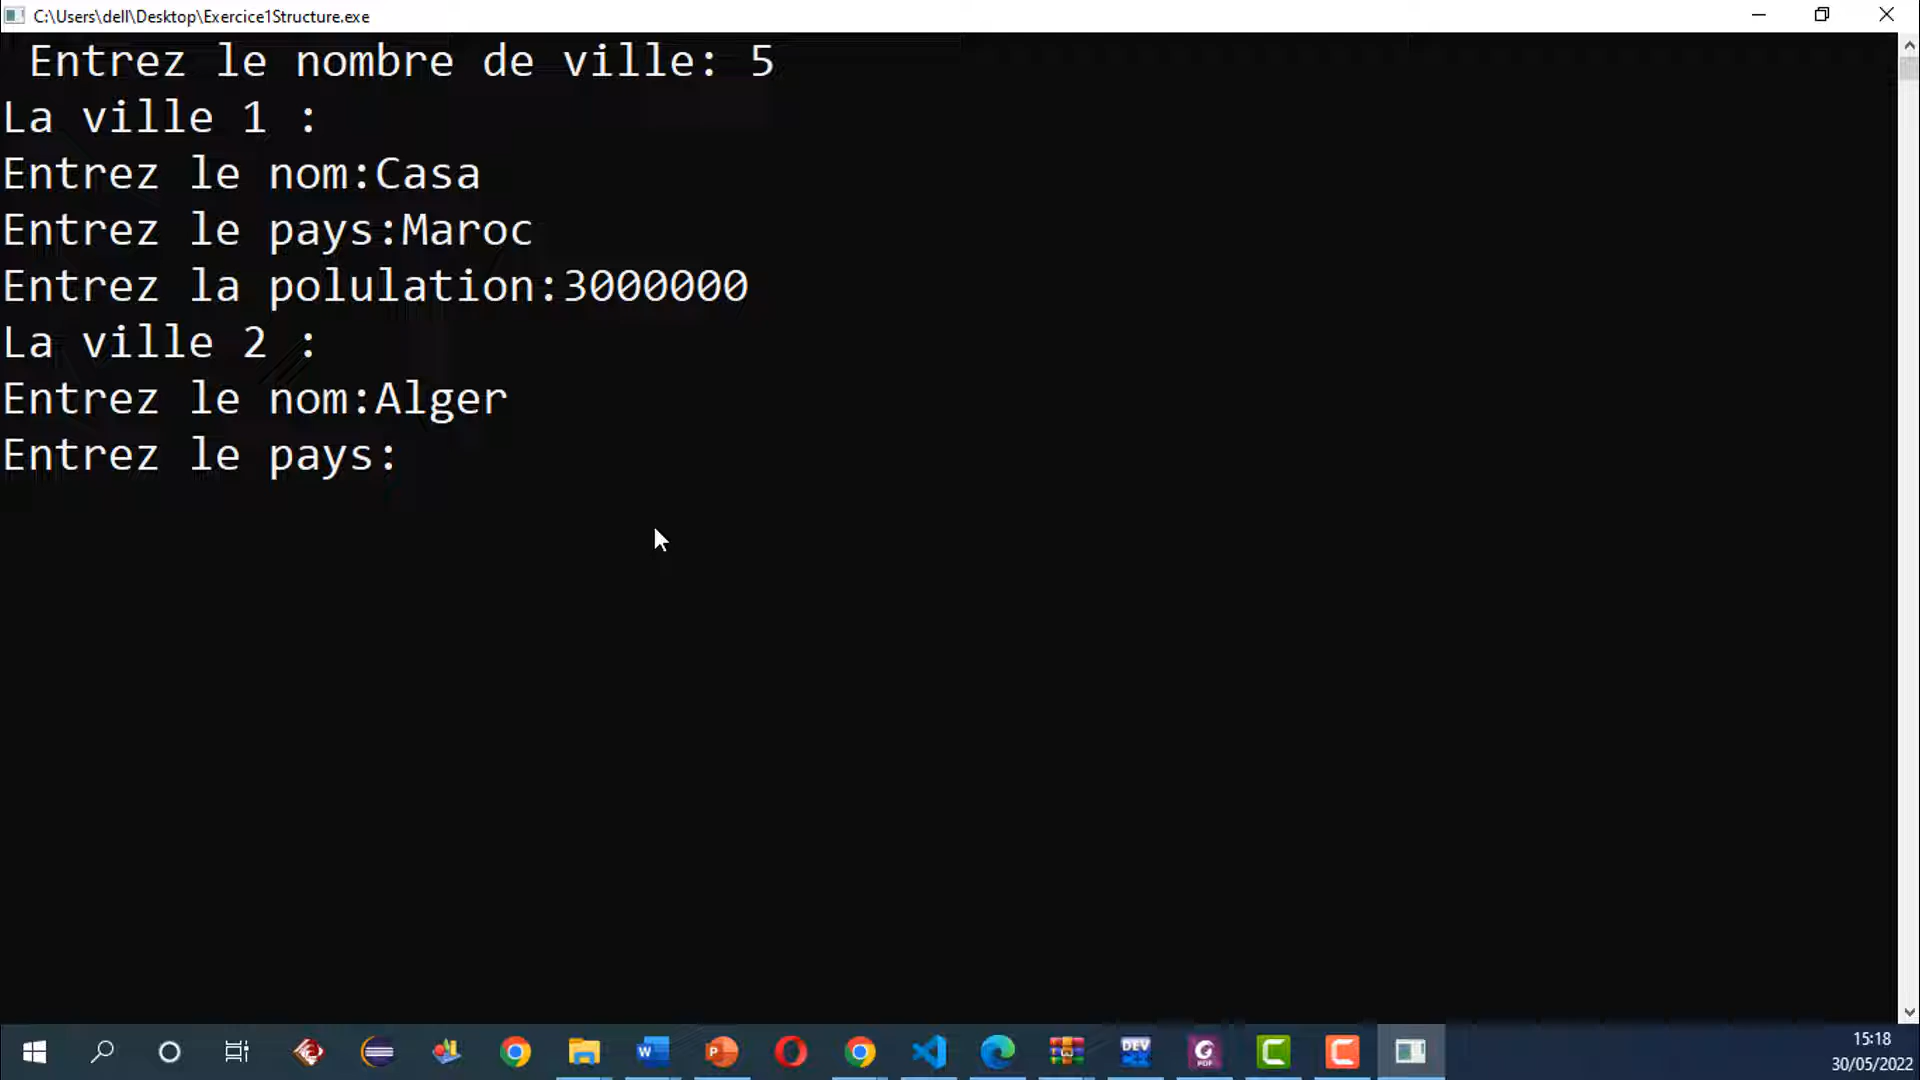 C:\Users\dell\Desktop\Exercice1Structure.exe
Entrez le nombre de ville: 5
La ville 1 :
Entrez le nom:Casa
Entrez le pays:Maroc
Entrez la polulation:3000000
La ville 2 :
Entrez le nom:Alger
Entrez le pays:
W
P
DEV
PDF
15:18
30/05/2022